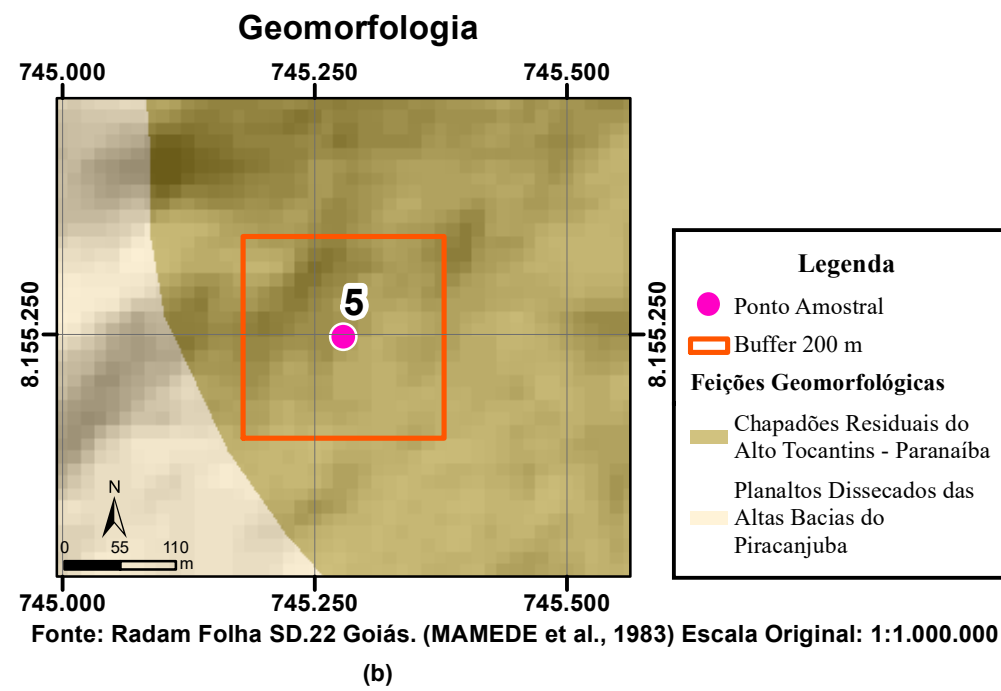 Geomorfologia
745.000 745.250 745.500
8.155.250
5
N
0 55 110
m
8.155.250
745.000 745.250 745.500
Legenda
Ponto Amostral
Buffer 200 m
Feições Geomorfológicas
Chapadões Residuais do
Alto Tocantins - Paranaíba
Planaltos Dissecados das
Altas Bacias do
Piracanjuba
Fonte: Radam Folha SD.22 Goiás. (MAMEDE et al., 1983) Escala Original: 1:1.000.000
(b)